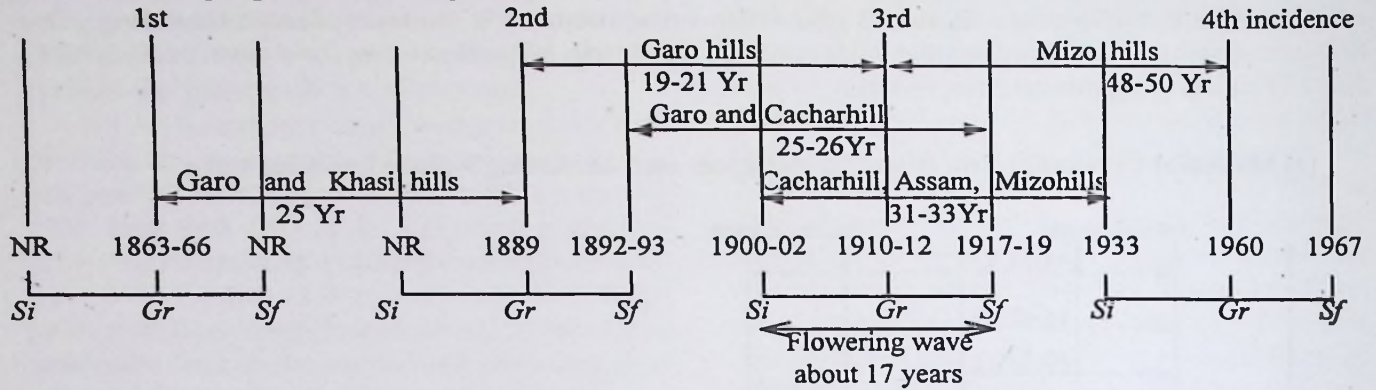 1st 2nd 3rd 4th incidence
Garo hills Mizo hills
19-21 Yr 48-50 Yr
Garo and Cacharhill
25-26Yr
Garo and Khasi hills Cacharhill, Assam, Mizohills
25 Yr 31-33Yr
NR 1863-66 NR NR 1889 1892-93 1900-02 1910-12 1917-19 1933 1960 1967
Si Gr Sf Si Gr Sf Si Gr Sf Si Gr Sf
Flowering wave
about 17 years